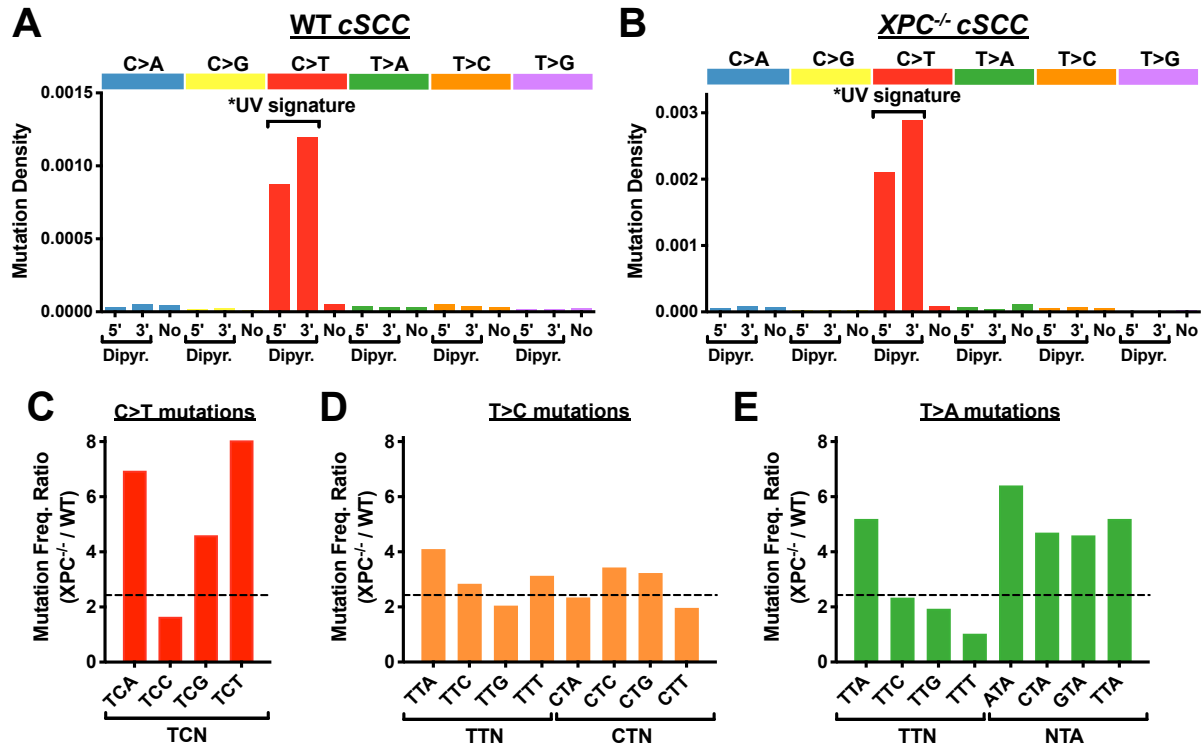 A
WT cSCC
C>A C>G C>T T>A T>C T>G
*UV signature
Mutation Density
0.0015
0.0010
0.0005
0.0000
5' 3' No 5' 3' No 5' 3' No 5' 3' No 5' 3' No 5' 3' No
Dipyr. Dipyr. Dipyr. Dipyr. Dipyr. Dipyr.
B
XPC-/- cSCC
C>A C>G C>T T>A T>C T>G
*UV signature
Mutation Density
0.003
0.002
0.001
0.000
5' 3' No 5' 3' No 5' 3' No 5' 3' No 5' 3' No 5' 3' No
Dipyr. Dipyr. Dipyr. Dipyr. Dipyr. Dipyr.
C
C>T mutations
Mutation Freq. Ratio
(XPC-/- / WT)
8
6
4
2
0
TCA TCC TCG TCT
TCN
D
T>C mutations
Mutation Freq. Ratio
(XPC-/- / WT)
8
6
4
2
0
TTA TTC TTG TTT CTA CTC CTG CTT
TTN CTN
E
T>A mutations
Mutation Freq. Ratio
(XPC-/- / WT)
8
6
4
2
0
TTA TTC TTG TTT ATA CTA GTA TTA
TTN NTA